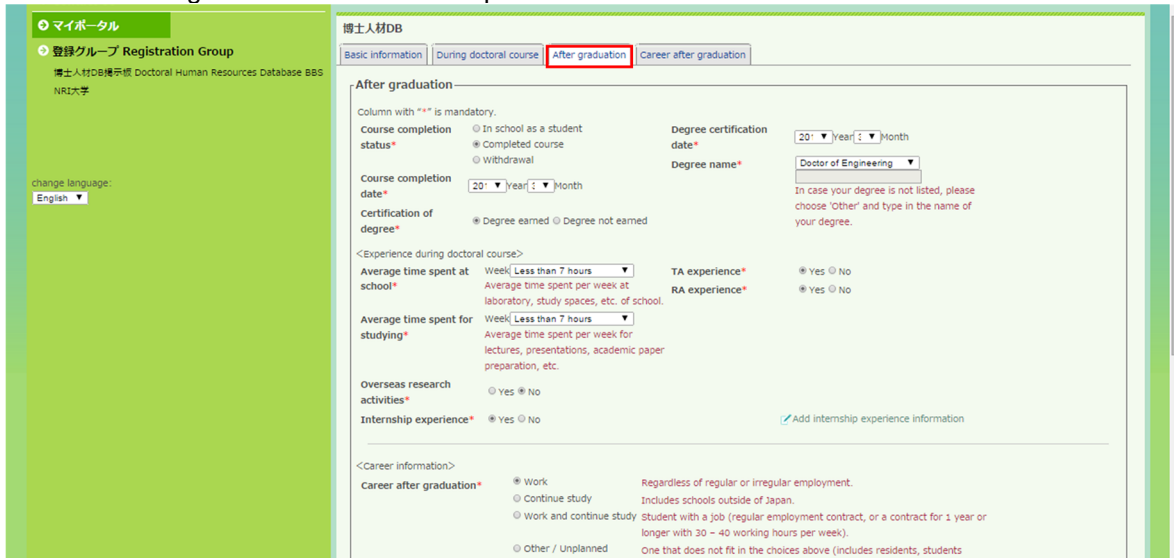 マイポータル
登録グループ Registration Group
博士人材DB掲示板 Doctoral Human Resources Database BBS
NRI大学
change language:
English ▼
博士人材DB
Basic information During doctoral course After graduation Career after graduation
After graduation
Column with "*" is mandatory.
Course completion status*
In school as a student
Completed course
Withdrawal
Degree certification date*
Year Month
Degree name*
Doctor of Engineering ▼
In case your degree is not listed, please
choose 'Other' and type in the name of
your degree.
Course completion date*
Year Month
Certification of degree*
Degree earned Degree not earned
<Experience during doctoral course>
Average time spent at school*
Week Less than 7 hours ▼
Average time spent per week at
laboratory, study spaces, etc. of school.
TA experience* Yes No
RA experience* Yes No
Average time spent for studying*
Week Less than 7 hours ▼
Average time spent per week for
lectures, presentations, academic paper
preparation, etc.
Overseas research activities*
Yes No
Internship experience* Yes No
Add internship experience information
<Career information>
Career after graduation*
Work Regardless of regular or irregular employment.
Continue study Includes schools outside of Japan.
Work and continue study Student with a job (regular employment contract, or a contract for 1 year or
longer with 30 – 40 working hours per week).
Other / Unplanned One that does not fit in the choices above (includes residents, students